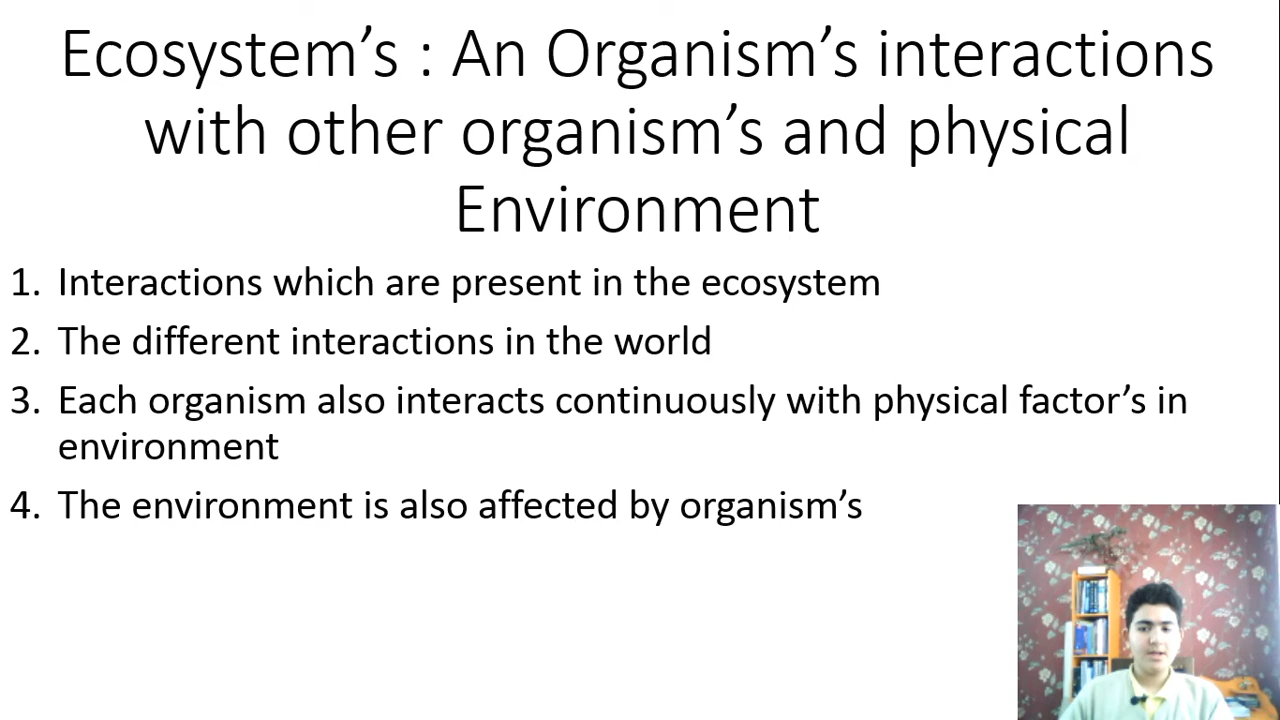 Ecosystem’s : An Organism’s interactions
with other organism’s and physical
Environment
1. Interactions which are present in the ecosystem
2. The different interactions in the world
3. Each organism also interacts continuously with physical factor’s in
environment
4. The environment is also affected by organism’s